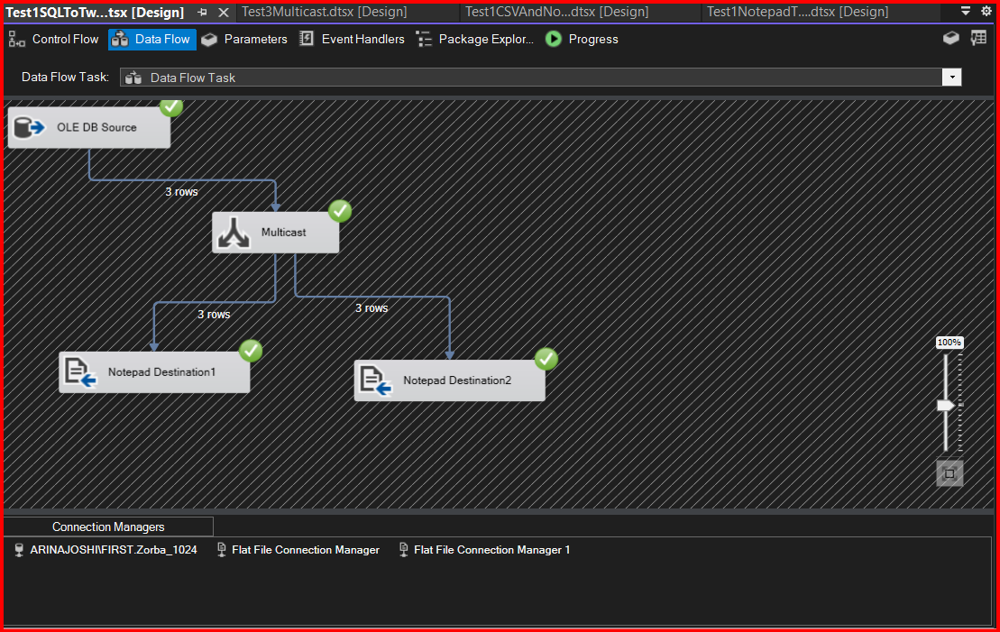 Test1SQLToTw...tsx [Design]
Test3Multicast.dtsx [Design]
Test1CSVAndNo...dtsx [Design]
Test1NotepadT....dtsx [Design]
Control Flow
Data Flow
Parameters
Event Handlers
Package Explor...
Progress
Data Flow Task:
Data Flow Task
OLE DB Source
3 rows
Multicast
3 rows
3 rows
Notepad Destination1
Notepad Destination2
100%
Connection Managers
ARINAJOSHI\FIRST.Zorba_1024
Flat File Connection Manager
Flat File Connection Manager 1